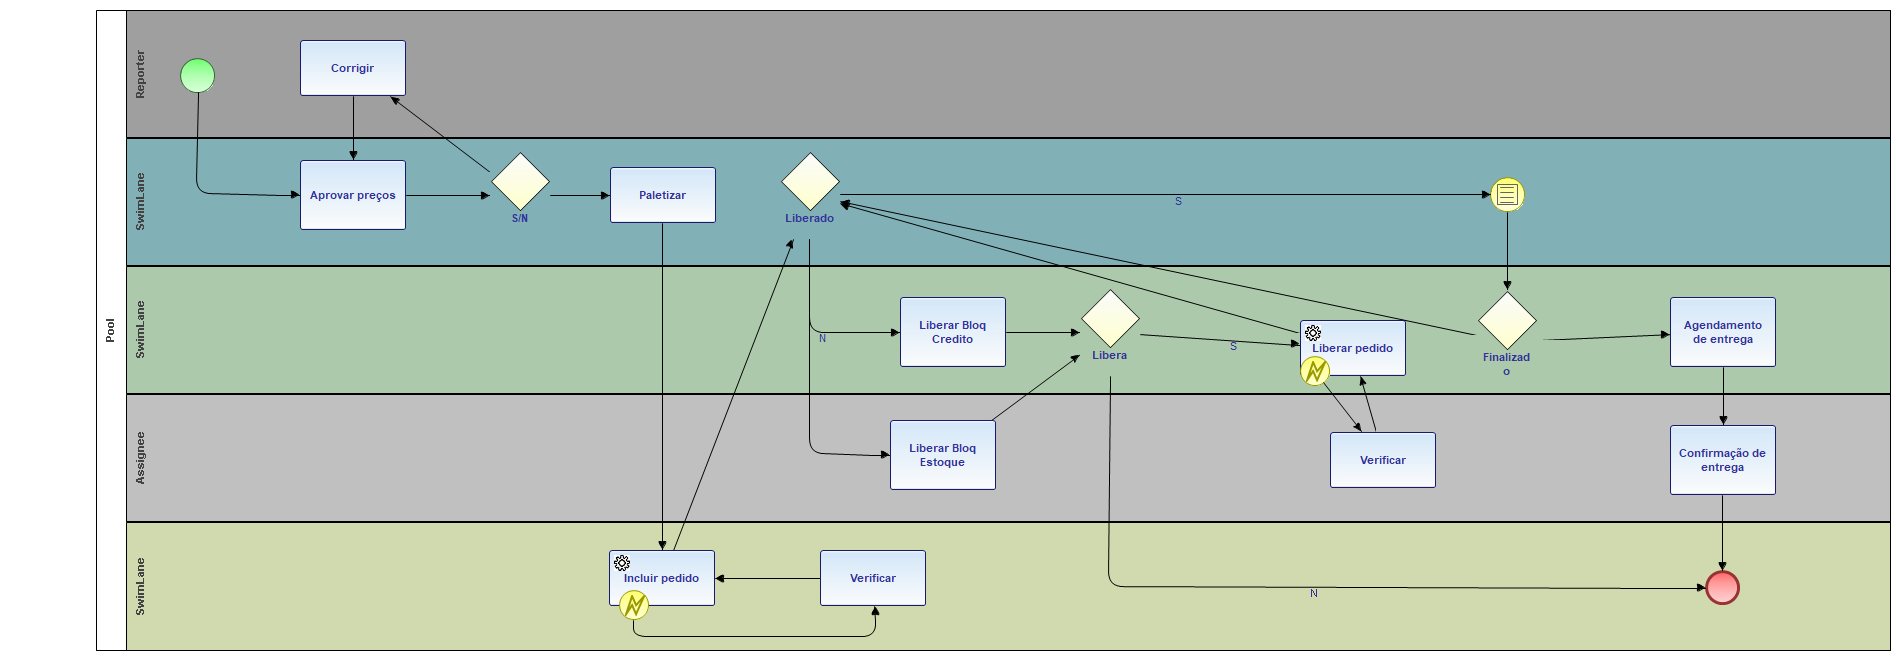 Pool
Reporter
Corrigir
SwimLane
Aprovar preços
S/N
Paletizar
Liberado
S
SwimLane
N
Liberar Bloq
Credito
Libera
S
Liberar pedido
Finalizad
o
Agendamento
de entrega
Assignee
Liberar Bloq
Estoque
Verificar
Confirmação de
entrega
SwimLane
Incluir pedido
Verificar
N